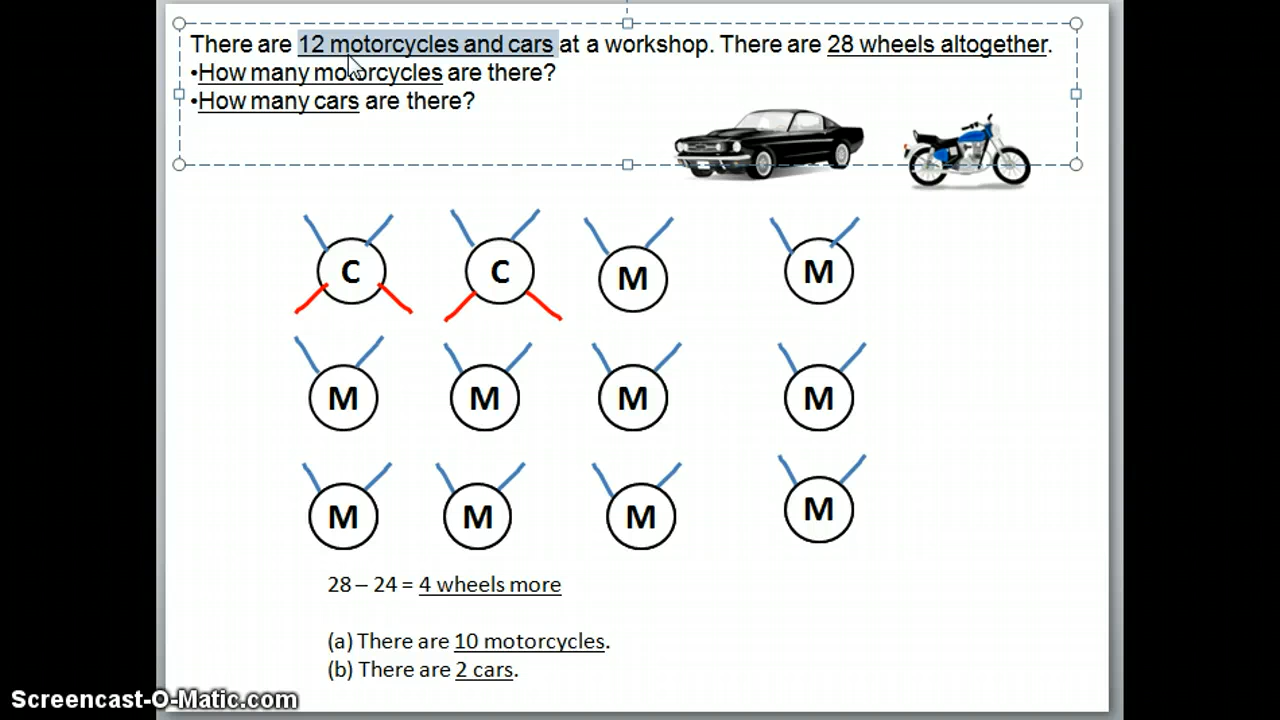 There are 12 motorcycles and cars at a workshop. There are 28 wheels altogether.
•How many motorcycles are there?
•How many cars are there?
C C M M
M M M M
M M M M
28 – 24 = 4 wheels more
(a) There are 10 motorcycles.
(b) There are 2 cars.
Screencast-O-Matic.com